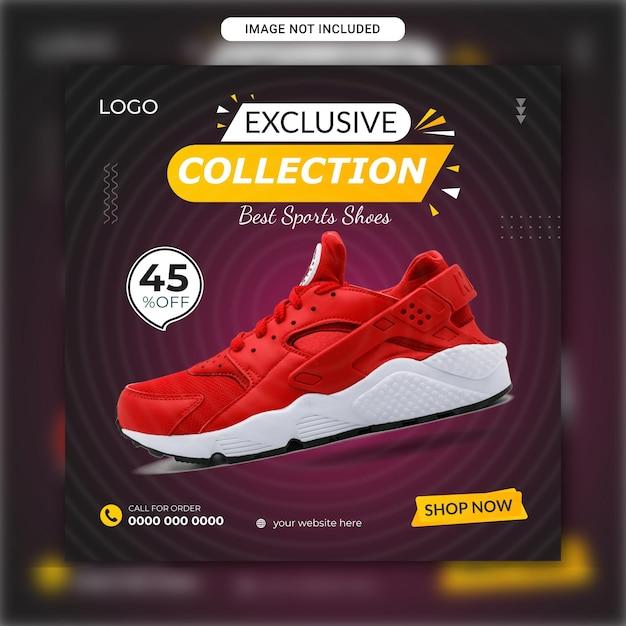 IMAGE NOT INCLUDED
LOGO
EXCLUSIVE
COLLECTION
Best Sports Shoes
45
%OFF
CALL FOR ORDER
0000 000 0000
your website here
SHOP NOW